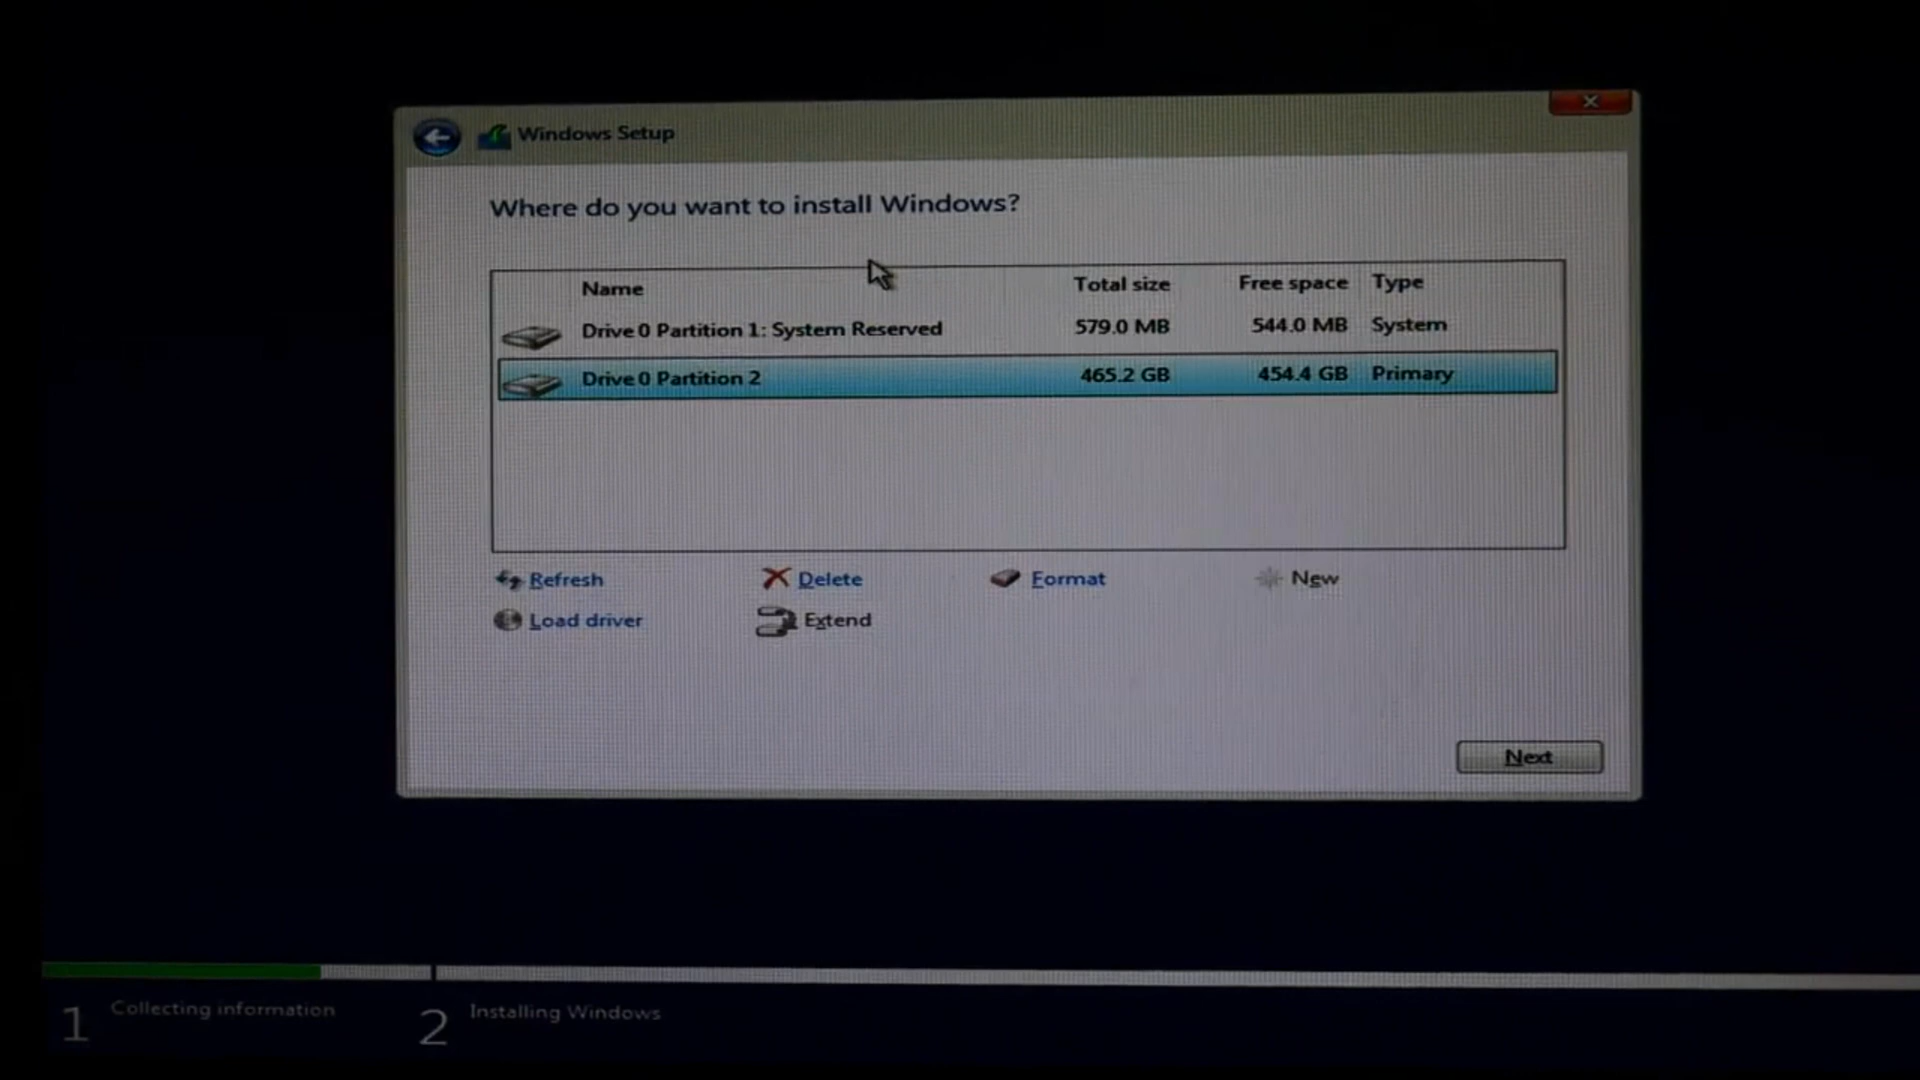 Windows Setup
Where do you want to install Windows?
Name Total size Free space Type
Drive 0 Partition 1: System Reserved 579.0 MB 544.0 MB System
Drive 0 Partition 2 465.2 GB 454.4 GB Primary
Refresh Delete Format New
Load driver Extend
Next
1 Collecting information 2 Installing Windows